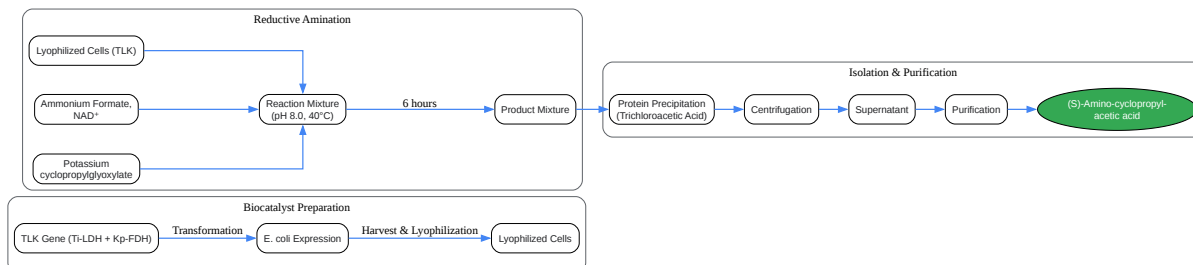 Reductive Amination
Lyophilized Cells (TLK)
Ammonium Formate,
NAD⁺
Potassium
cyclopropylglyoxylate
Reaction Mixture
(pH 8.0, 40°C)
6 hours
Product Mixture
Isolation & Purification
Protein Precipitation
(Trichloroacetic Acid)
Centrifugation
Supernatant
Purification
(S)-Amino-cyclopropyl-
acetic acid
Biocatalyst Preparation
TLK Gene (Ti-LDH + Kp-FDH)
Transformation
E. coli Expression
Harvest & Lyophilization
Lyophilized Cells